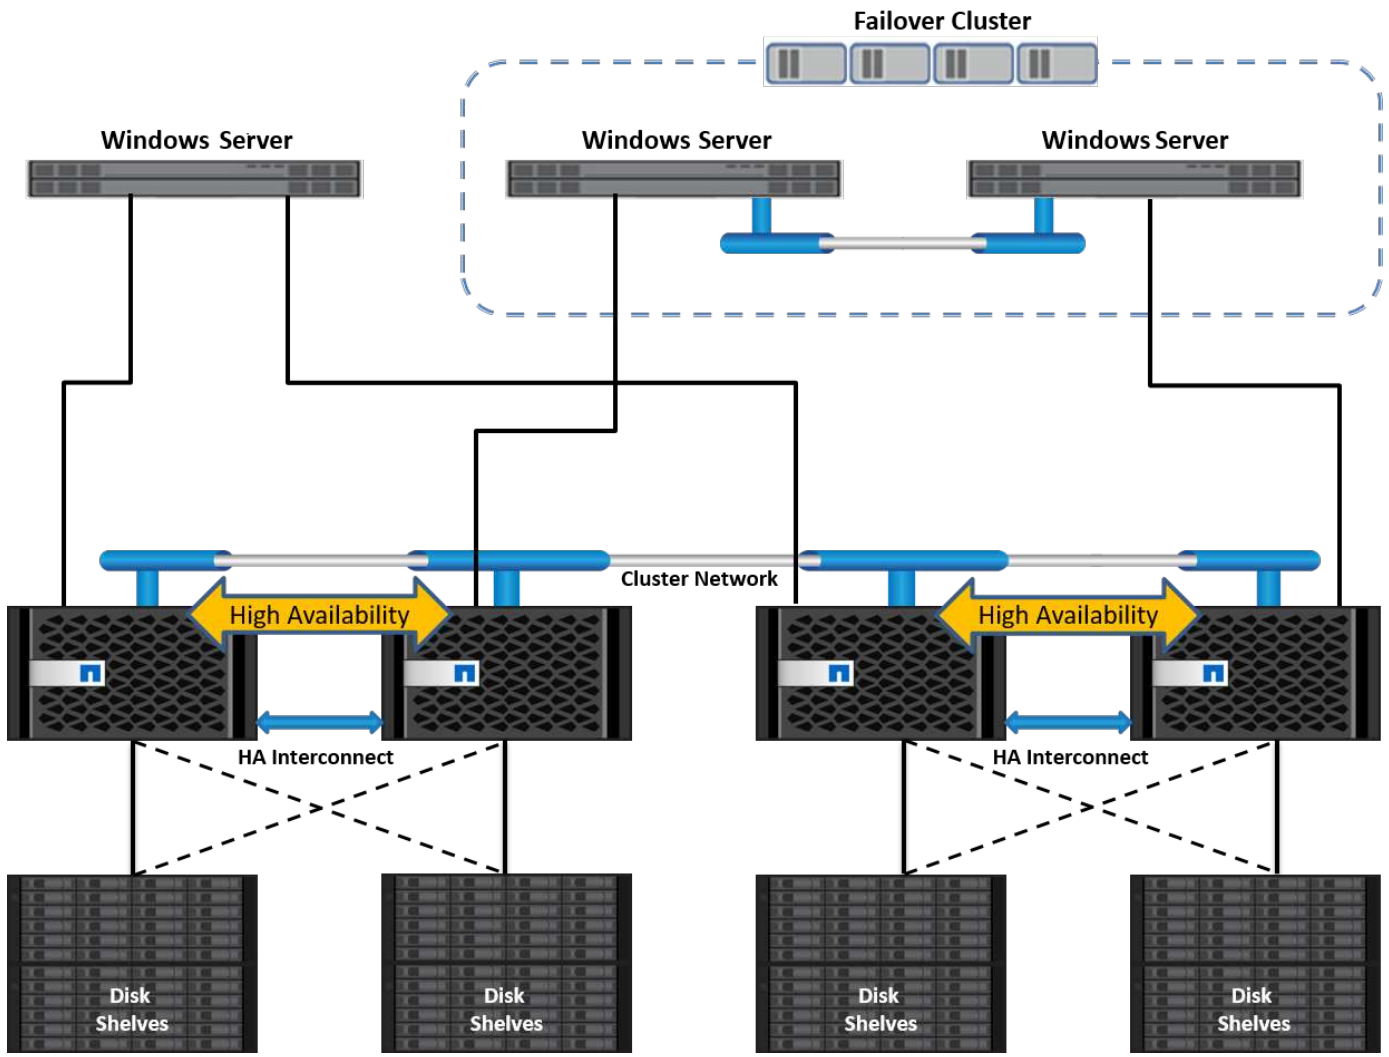 Failover Cluster
Windows Server
Windows Server
Windows Server
Cluster Network
High Availability
High Availability
HA Interconnect
HA Interconnect
Disk
Shelves
Disk
Shelves
Disk
Shelves
Disk
Shelves